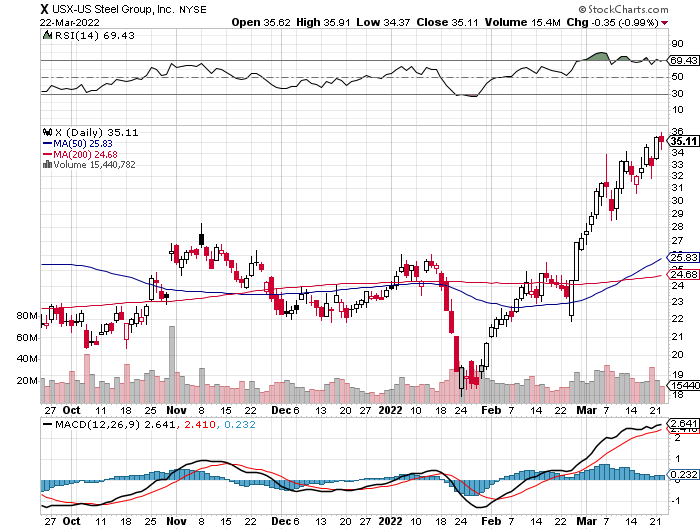 X USX-US Steel Group, Inc. NYSE
© StockCharts.com
22-Mar-2022
Open 35.62 High 35.91 Low 34.37 Close 35.11 Volume 15.4M Chg -0.35 (-0.99%)
RSI(14) 69.43
90
69.43
50
30
10
X (Daily) 35.11
MA(50) 25.83
MA(200) 24.68
Volume 15,440,782
36
35.11
34
33
32
31
30
29
28
27
26
25.83
25
24.68
24
23
22
21
20
19
18
80M
60M
40M
20M
15440
27 Oct 11 18 25 Nov 8 15 22 Dec 6 13 20 27 2022 10 18 24 Feb 7 14 22 Mar 7 14 21
MACD(12,26,9) 2.641, 2.410, 0.232
2.641
2.410
2
1
0.232
-1
27 Oct 11 18 25 Nov 8 15 22 Dec 6 13 20 27 2022 10 18 24 Feb 7 14 22 Mar 7 14 21